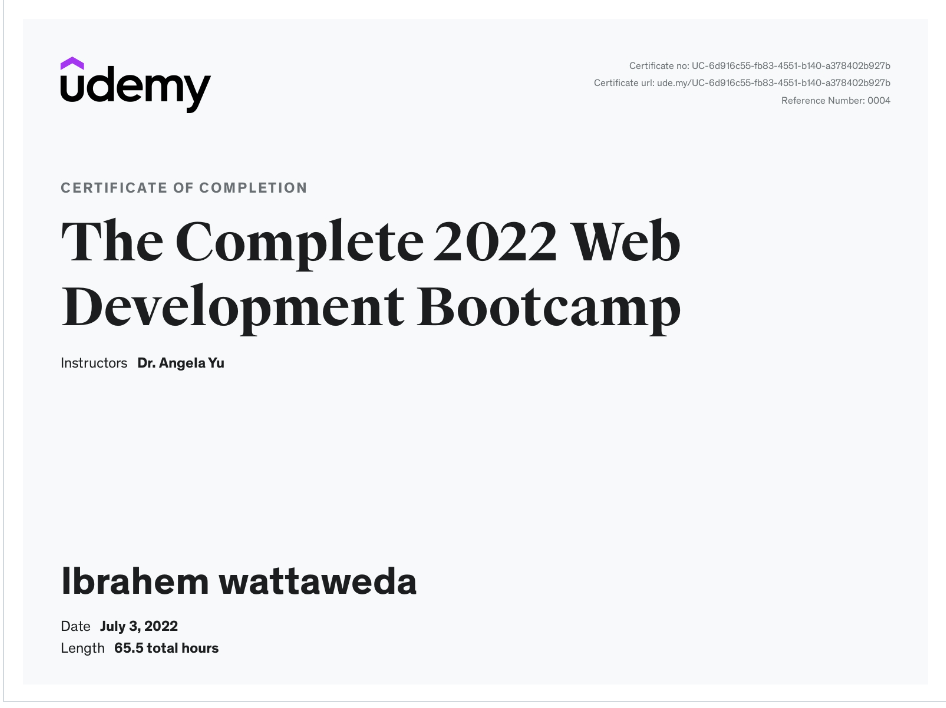 udemy
Certificate no: UC-6d916c55-fb83-4551-b140-a378402b927b
Certificate url: ude.my/UC-6d916c55-fb83-4551-b140-a378402b927b
Reference Number: 0004
CERTIFICATE OF COMPLETION
The Complete 2022 Web
Development Bootcamp
Instructors Dr. Angela Yu
Ibrahem wattaweda
Date July 3, 2022
Length 65.5 total hours